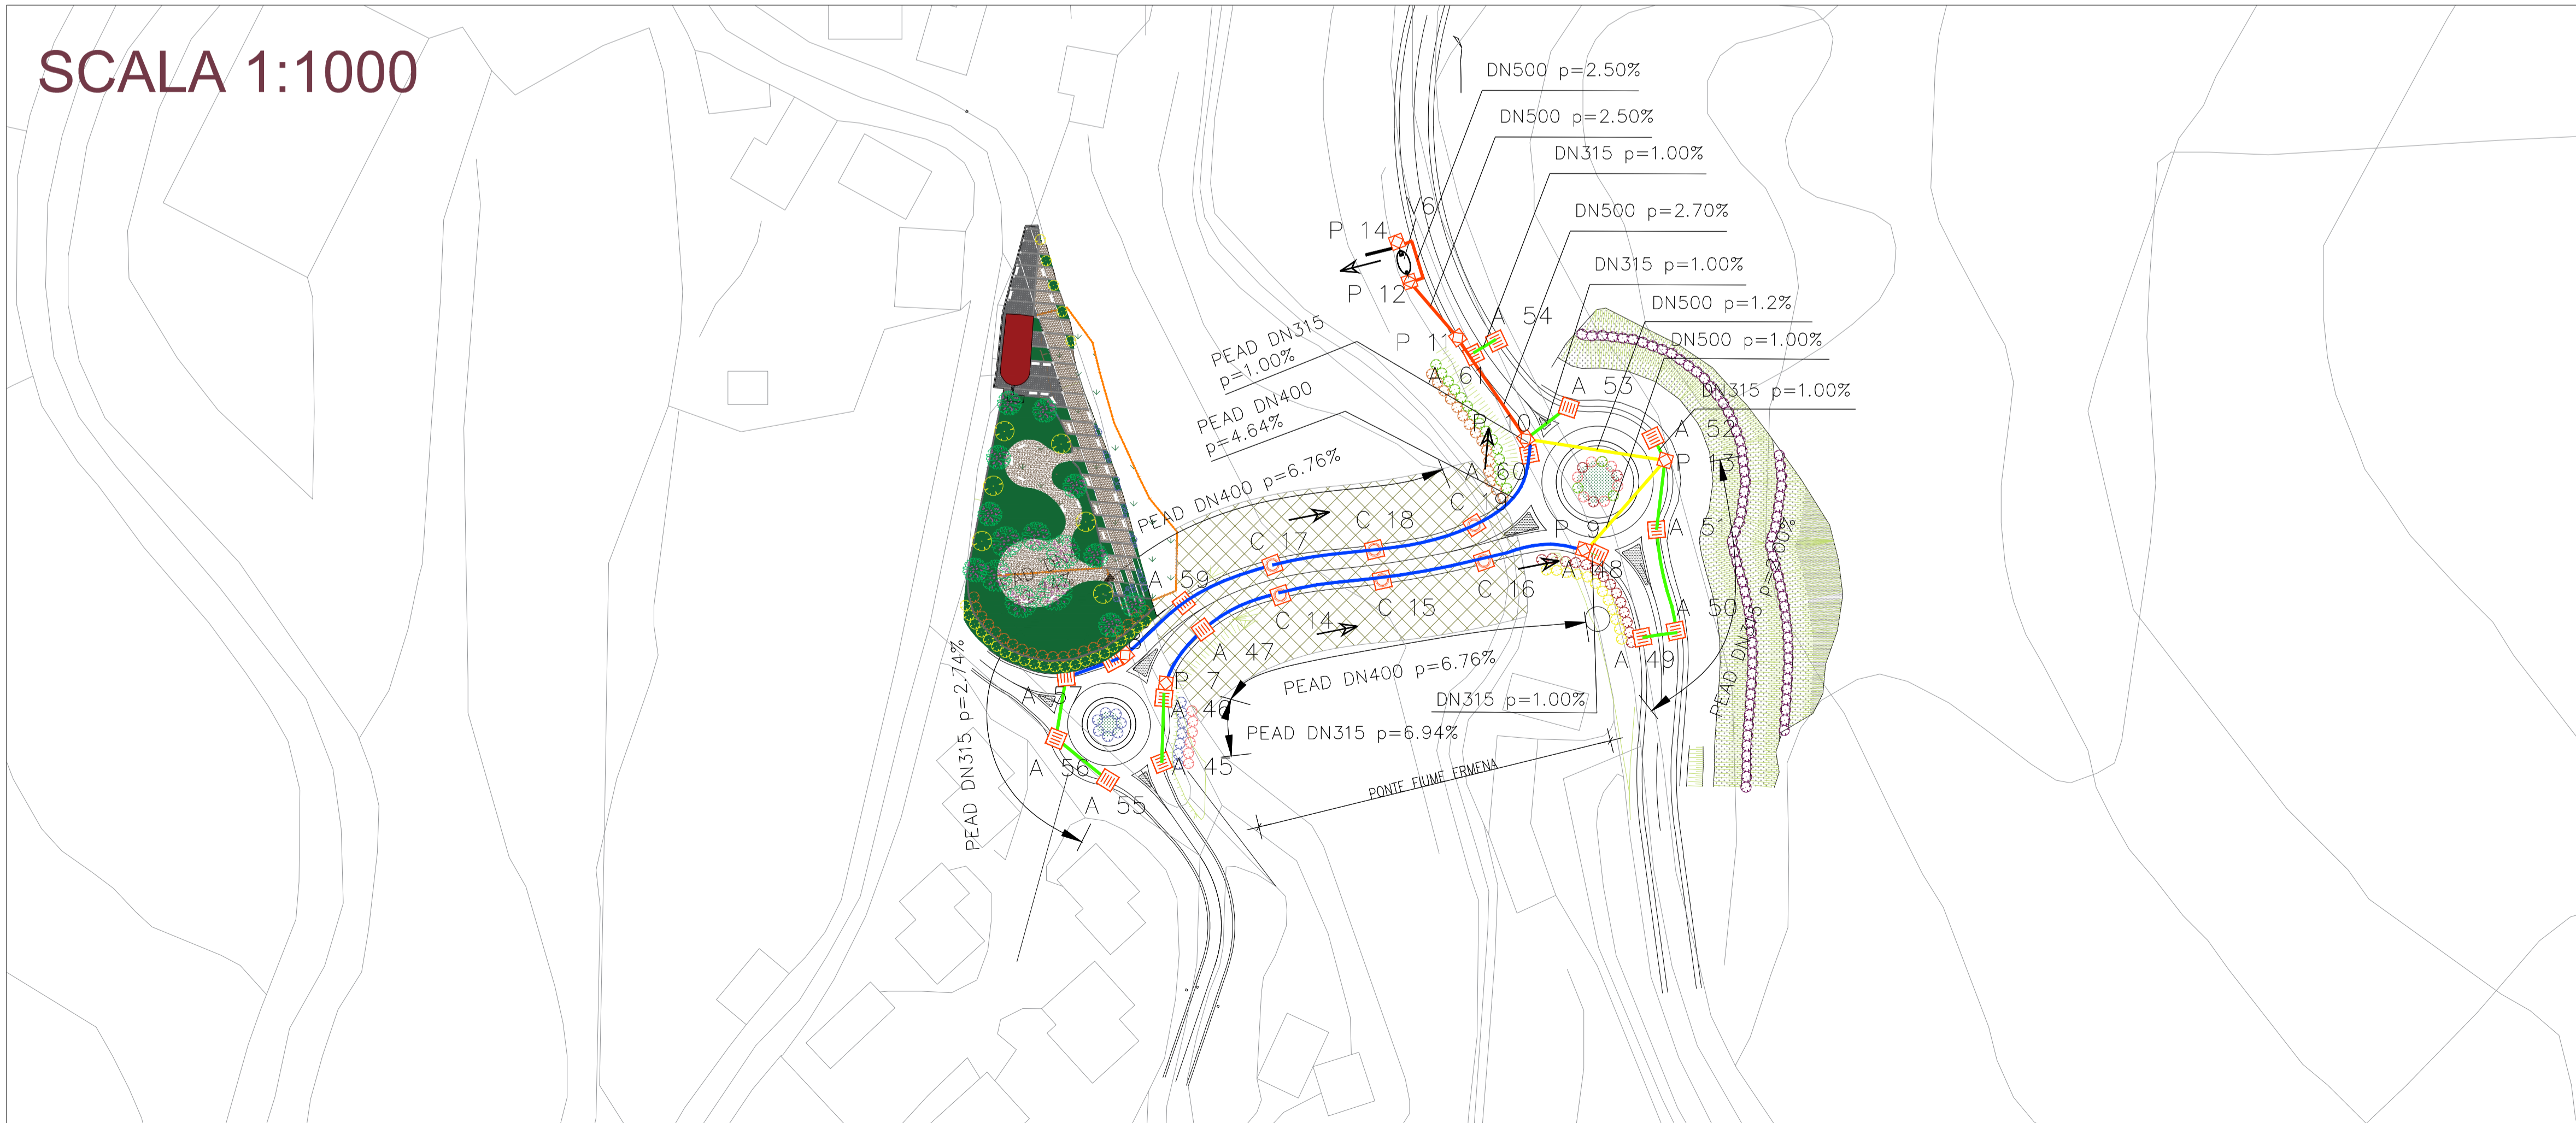 SCALA 1:1000
DN500 p=2.50%
DN500 p=2.50%
DN315 p=1.00%
V6
DN500 p=2.70%
P 14
DN315 p=1.00%
P 12
DN500 p=1.2%
A 54
PEAD DN315
p=1.00%
P 11
DN500 p=1.00%
A 61
A 53
DN315 p=1.00%
PEAD DN400
p=4.64%
P 10
A 52
P 13
A 60
PEAD DN400 p=6.76%
C 19
C 18
P 9
A 51
C 17
A 48
A 59
C 16
C 15
C 14
A 50
A 47
A 49
PEAD DN400 p=6.76%
P 7
A 57
A 46
DN315 p=1.00%
PEAD DN315 p=2.74%
PEAD DN315 p=6.94%
A 56
A 45
PONTE FIUME ERMENA
A 55